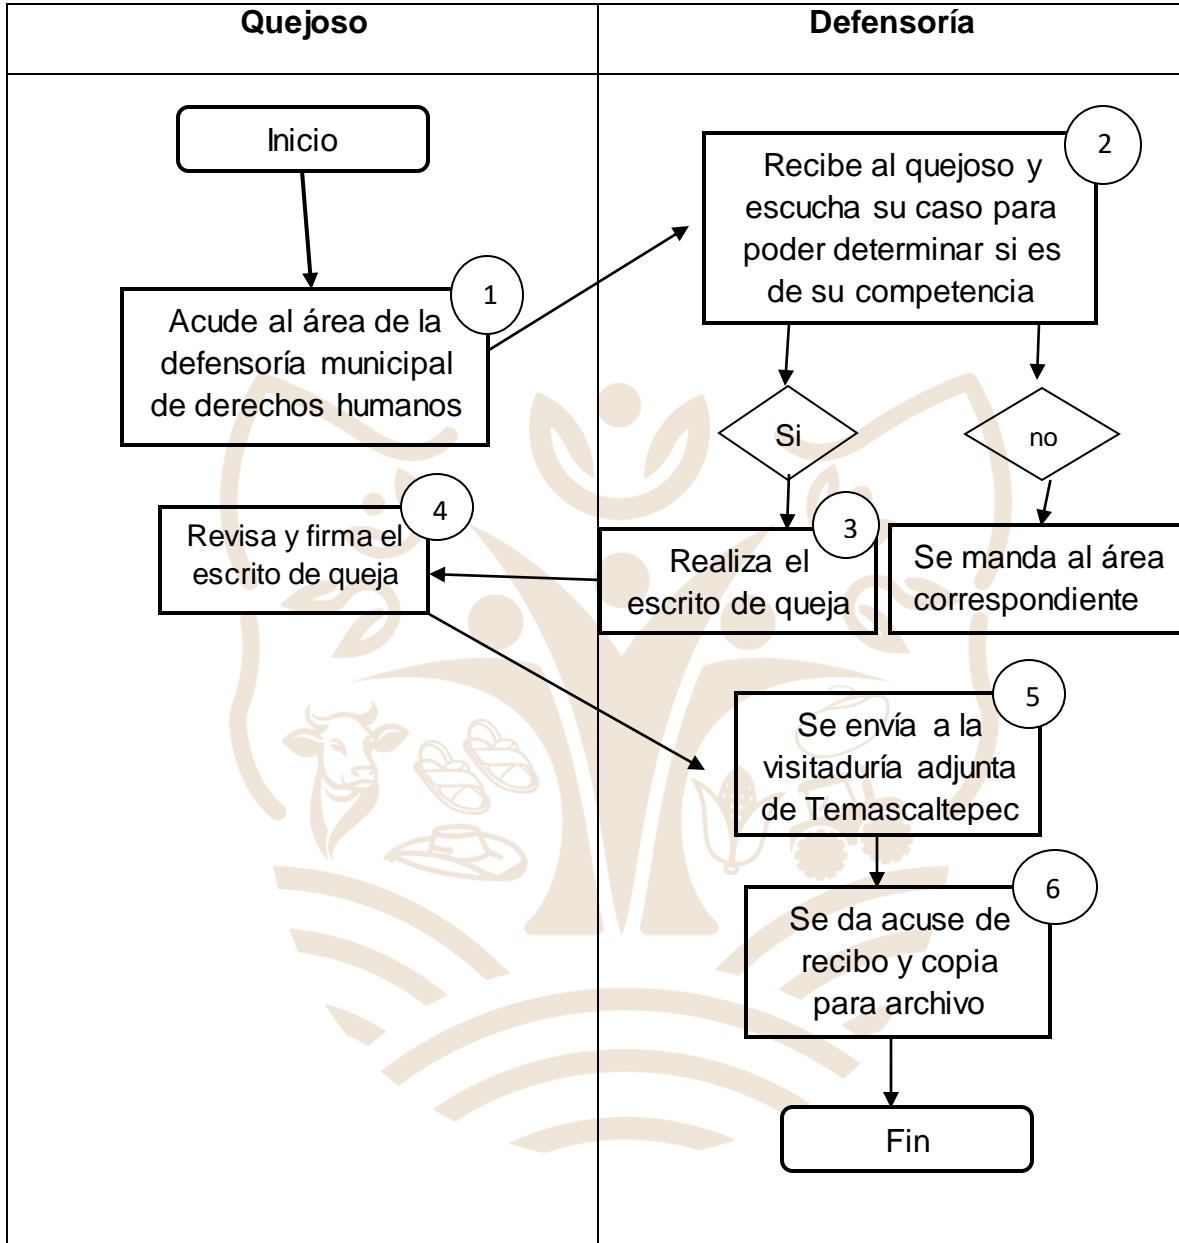 Quejoso
Defensoría
Inicio
1
Acude al área de la
defensoría municipal
de derechos humanos
2
Recibe al quejoso y
escucha su caso para
poder determinar si es
de su competencia
Si
no
3
Realiza el
escrito de queja
Se manda al área
correspondiente
4
Revisa y firma el
escrito de queja
5
Se envía a la
visitaduría adjunta
de Temascaltepec
6
Se da acuse de
recibo y copia
para archivo
Fin